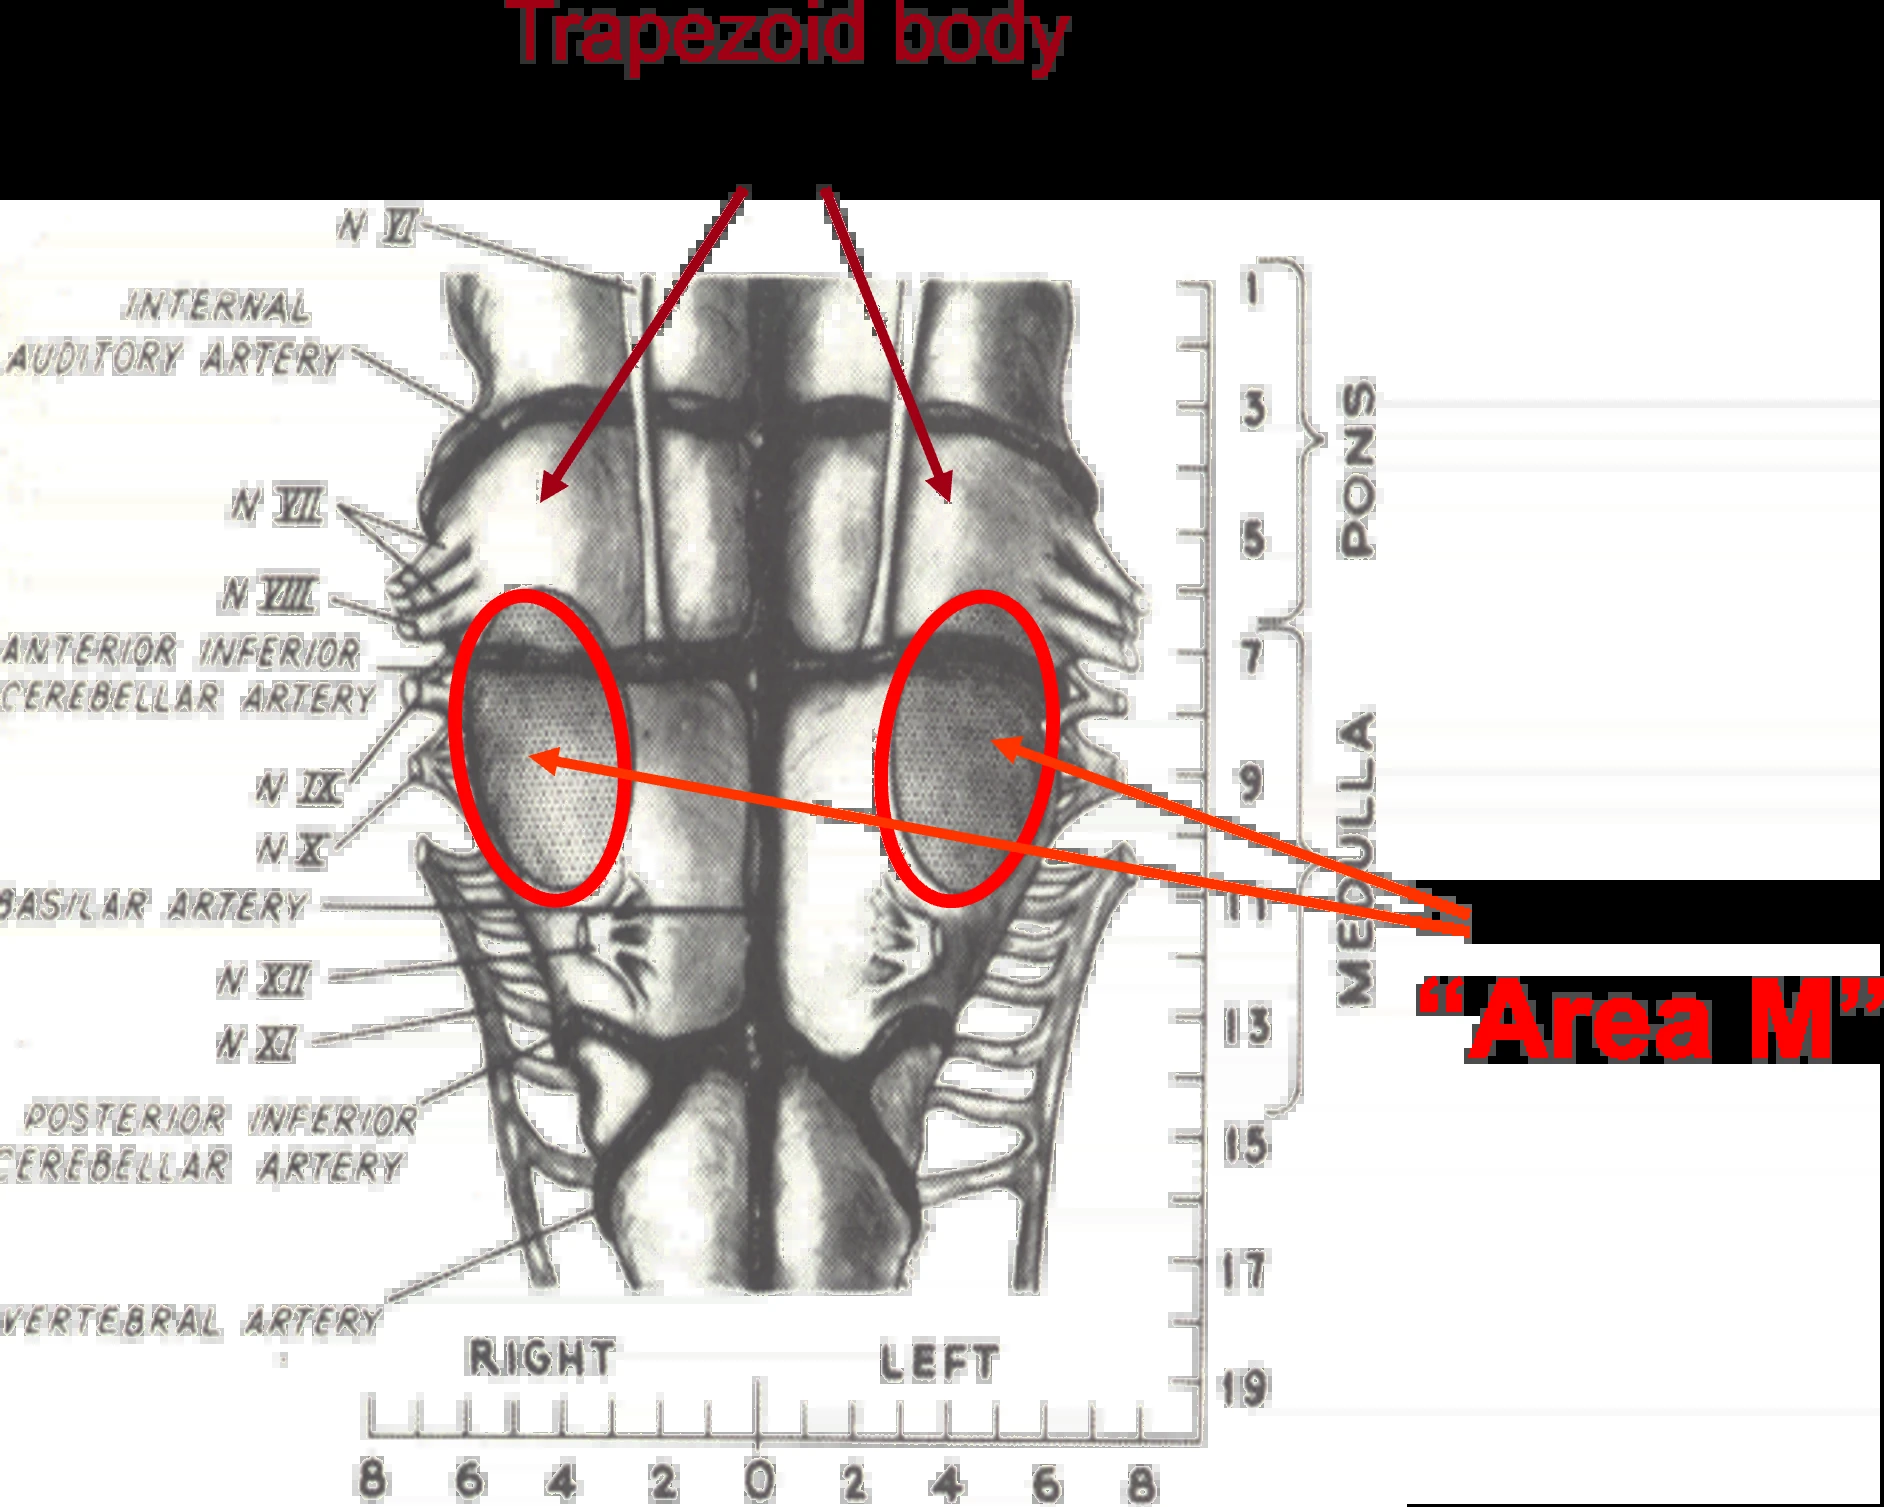 Trapezoid body
N VI
INTERNAL
AUDITORY ARTERY
N VII
N VIII
ANTERIOR INFERIOR
CEREBELLAR ARTERY
N IX
N X
BASILAR ARTERY
N XII
N XI
POSTERIOR INFERIOR
CEREBELLAR ARTERY
VERTEBRAL ARTERY
RIGHT LEFT
8 6 4 2 0 2 4 6 8
1
3
5
7
9
11
13
15
17
19
PONS
MEDULLA
“Area M”